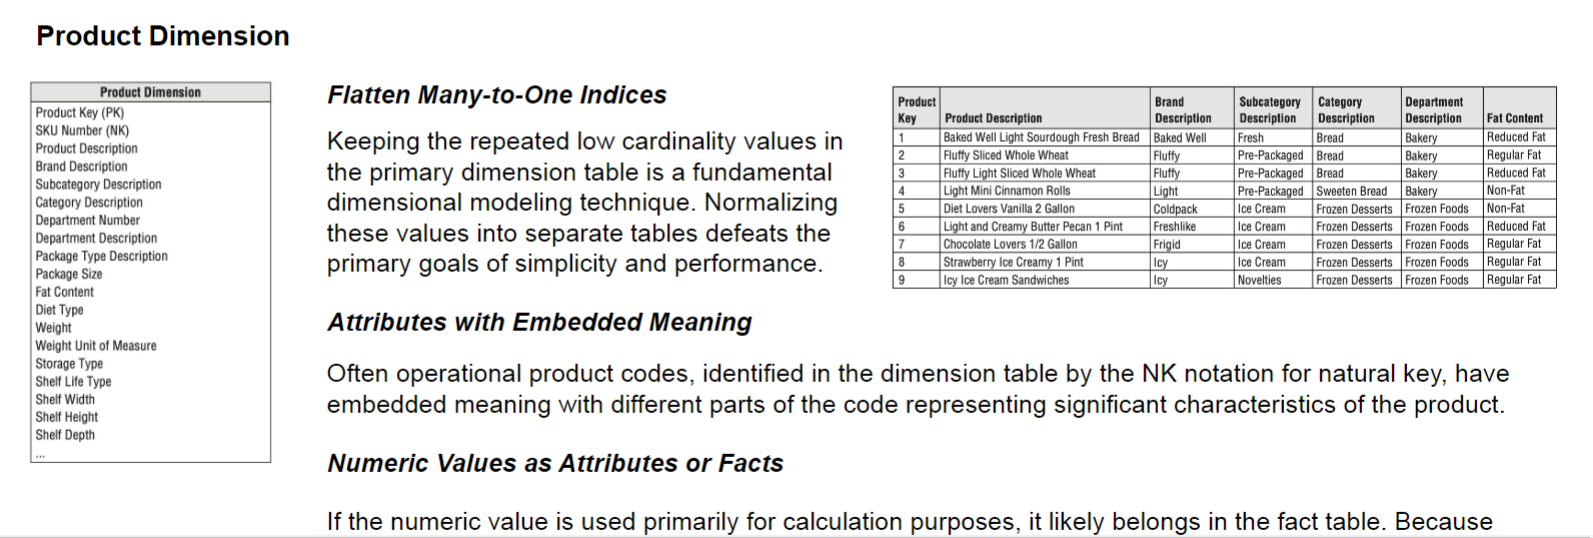 Product Dimension
Product Dimension
Product Key (PK)
SKU Number (NK)
Product Description
Brand Description
Subcategory Description
Category Description
Department Number
Department Description
Package Type Description
Package Size
Fat Content
Diet Type
Weight
Weight Unit of Measure
Storage Type
Shelf Life Type
Shelf Width
Shelf Height
Shelf Depth
...
Flatten Many-to-One Indices
Keeping the repeated low cardinality values in
the primary dimension table is a fundamental
dimensional modeling technique. Normalizing
these values into separate tables defeats the
primary goals of simplicity and performance.
Product Key Product Description Brand Description Subcategory Description Category Description Department Description Fat Content
1 Baked Well Light Sourdough Fresh Bread Baked Well Fresh Bread Bakery Reduced Fat
2 Fluffy Sliced Whole Wheat Fluffy Pre-Packaged Bread Bakery Regular Fat
3 Fluffy Light Sliced Whole Wheat Fluffy Pre-Packaged Bread Bakery Reduced Fat
4 Light Mini Cinnamon Rolls Light Pre-Packaged Sweeten Bread Bakery Non-Fat
5 Diet Lovers Vanilla 2 Gallon Coldpack Ice Cream Frozen Desserts Frozen Foods Non-Fat
6 Light and Creamy Butter Pecan 1 Pint Freshlike Ice Cream Frozen Desserts Frozen Foods Reduced Fat
7 Chocolate Lovers 1/2 Gallon Frigid Ice Cream Frozen Desserts Frozen Foods Regular Fat
8 Strawberry Ice Creamy 1 Pint Icy Ice Cream Frozen Desserts Frozen Foods Regular Fat
9 Icy Ice Cream Sandwiches Icy Novelties Frozen Desserts Frozen Foods Regular Fat
Attributes with Embedded Meaning
Often operational product codes, identified in the dimension table by the NK notation for natural key, have
embedded meaning with different parts of the code representing significant characteristics of the product.
Numeric Values as Attributes or Facts
If the numeric value is used primarily for calculation purposes, it likely belongs in the fact table. Because